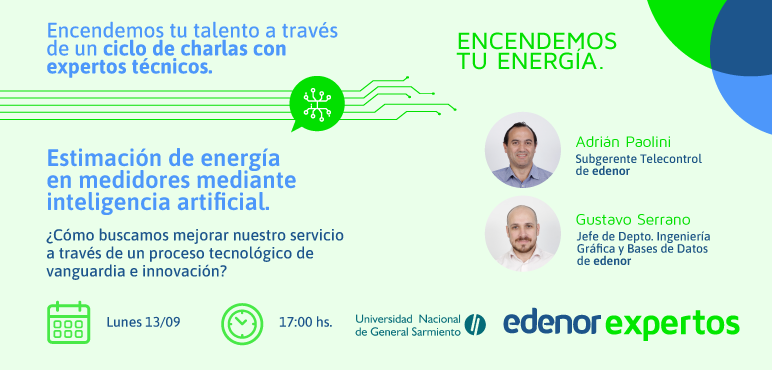 Encendemos tu talento a través
de un ciclo de charlas con
expertos técnicos.
ENCENDEMOS
TU ENERGÍA.
Estimación de energía
en medidores mediante
inteligencia artificial.
¿Cómo buscamos mejorar nuestro servicio
a través de un proceso tecnológico de
vanguardia e innovación?
Adrián Paolini
Subgerente Telecontrol
de edenor
Gustavo Serrano
Jefe de Depto. Ingeniería
Gráfica y Bases de Datos
de edenor
Lunes 13/09
17:00 hs.
Universidad Nacional
de General Sarmiento
edenor expertos